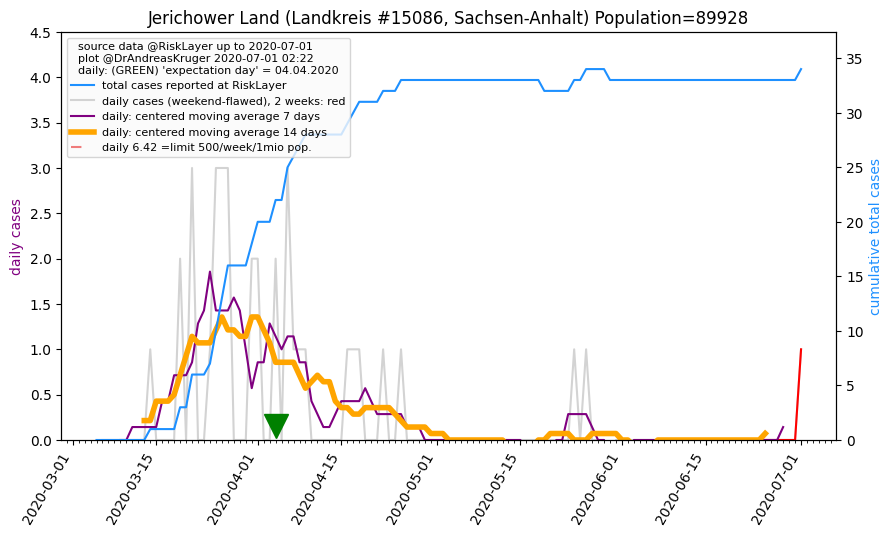 Jerichower Land (Landkreis #15086, Sachsen-Anhalt) Population=89928
source data @RiskLayer up to 2020-07-01
plot @DrAndreasKruger 2020-07-01 02:22
daily: (GREEN) 'expectation day' = 04.04.2020
total cases reported at RiskLayer
daily cases (weekend-flawed), 2 weeks: red
daily: centered moving average 7 days
daily: centered moving average 14 days
daily 6.42 =limit 500/week/1mio pop.
daily cases
4.5
4.0
3.5
3.0
2.5
2.0
1.5
1.0
0.5
0.0
cumulative total cases
35
30
25
20
15
10
5
0
2020-03-01
2020-03-15
2020-04-01
2020-04-15
2020-05-01
2020-05-15
2020-06-01
2020-06-15
2020-07-01